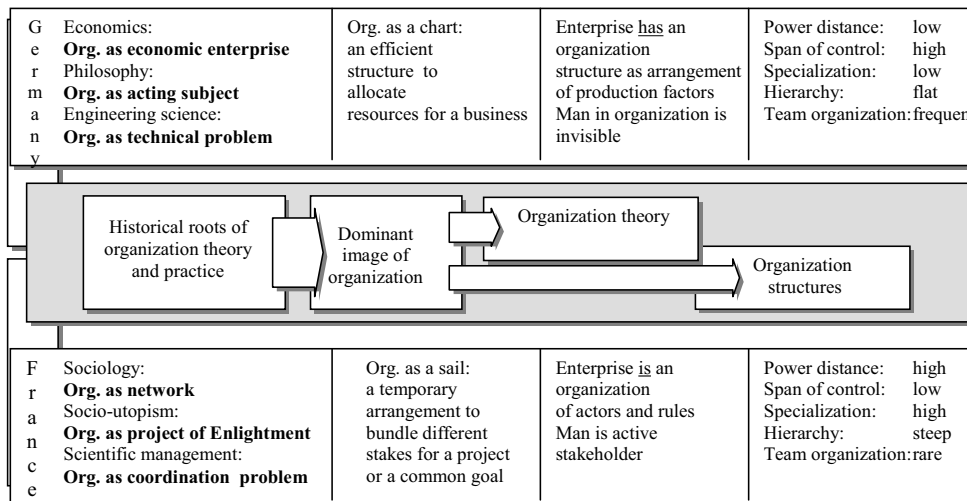 Germany
Economics:
Org. as economic enterprise
Philosophy:
Org. as acting subject
Engineering science:
Org. as technical problem
Org. as a chart:
an efficient
structure to
allocate
resources for a business
Enterprise has an
organization
structure as arrangement
of production factors
Man in organization is
invisible
Power distance: low
Span of control: high
Specialization: low
Hierarchy: flat
Team organization: frequen
Historical roots of
organization theory
and practice
Dominant
image of
organization
Organization theory
Organization
structures
France
Sociology:
Org. as network
Socio-utopism:
Org. as project of Enlightment
Scientific management:
Org. as coordination problem
Org. as a sail:
a temporary
arrangement to
bundle different
stakes for a project
or a common goal
Enterprise is an
organization
of actors and rules
Man is active
stakeholder
Power distance: high
Span of control: low
Specialization: high
Hierarchy: steep
Team organization: rare